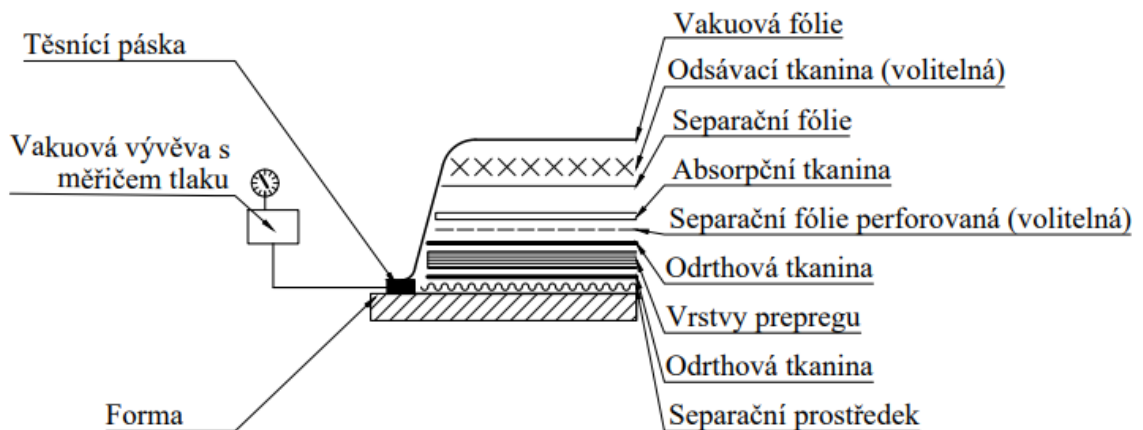 Těsnící páska
Vakuová vývěva s
měřičem tlaku
Forma
Vakuová fólie
Odsávací tkanina (volitelná)
Separační fólie
Absorpční tkanina
Separační fólie perforovaná (volitelná)
Odrthová tkanina
Vrstvy prepregu
Odrthová tkanina
Separační prostředek